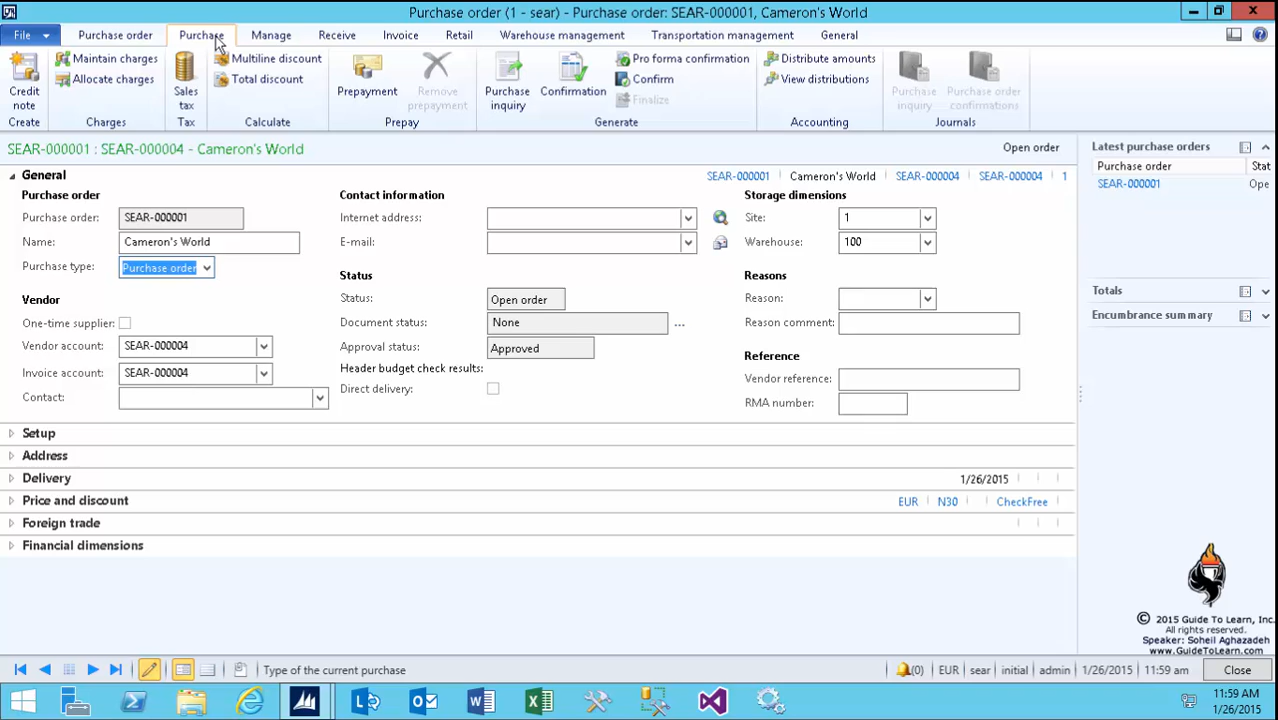 Purchase order (1 - sear) - Purchase order: SEAR-000001, Cameron's World
File Purchase order Purchase Manage Receive Invoice Retail Warehouse management Transportation management General
Credit note
Create
Maintain charges
Allocate charges
Charges
Sales tax
Tax
Multiline discount
Total discount
Calculate
Prepayment
Remove prepayment
Prepay
Purchase inquiry
Confirmation
Pro forma confirmation
Confirm
Finalize
Generate
Distribute amounts
View distributions
Accounting
Purchase inquiry
Purchase order confirmations
Journals
SEAR-000001 : SEAR-000004 - Cameron's World
Open order
General
SEAR-000001 Cameron's World SEAR-000004 SEAR-000004 1
Purchase order
Purchase order: SEAR-000001
Name: Cameron's World
Purchase type: Purchase order
Vendor
One-time supplier:
Vendor account: SEAR-000004
Invoice account: SEAR-000004
Contact:
Contact information
Internet address:
E-mail:
Status
Status: Open order
Document status: None ...
Approval status: Approved
Header budget check results:
Direct delivery:
Storage dimensions
Site: 1
Warehouse: 100
Reasons
Reason:
Reason comment:
Reference
Vendor reference:
RMA number:
Setup
Address
Delivery 1/26/2015
Price and discount EUR N30 CheckFree
Foreign trade
Financial dimensions
Latest purchase orders
Purchase order Stat
SEAR-000001 Ope
Totals
Encumbrance summary
© 2015 Guide To Learn, Inc.
All rights reserved.
Speaker: Soheil Aghazadeh
www.GuideToLearn.com
Type of the current purchase
(0) EUR sear initial admin 1/26/2015 11:59 am Close
11:59 AM
1/26/2015